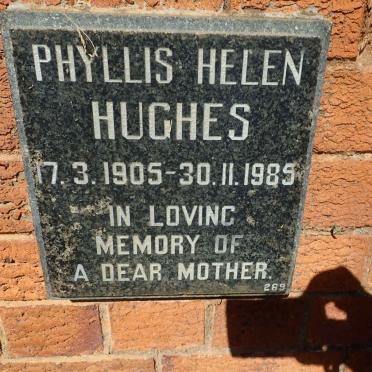 PHYLLIS HELEN
HUGHES
17.3.1905-30.11.1985
IN LOVING
MEMORY OF
A DEAR MOTHER.
269